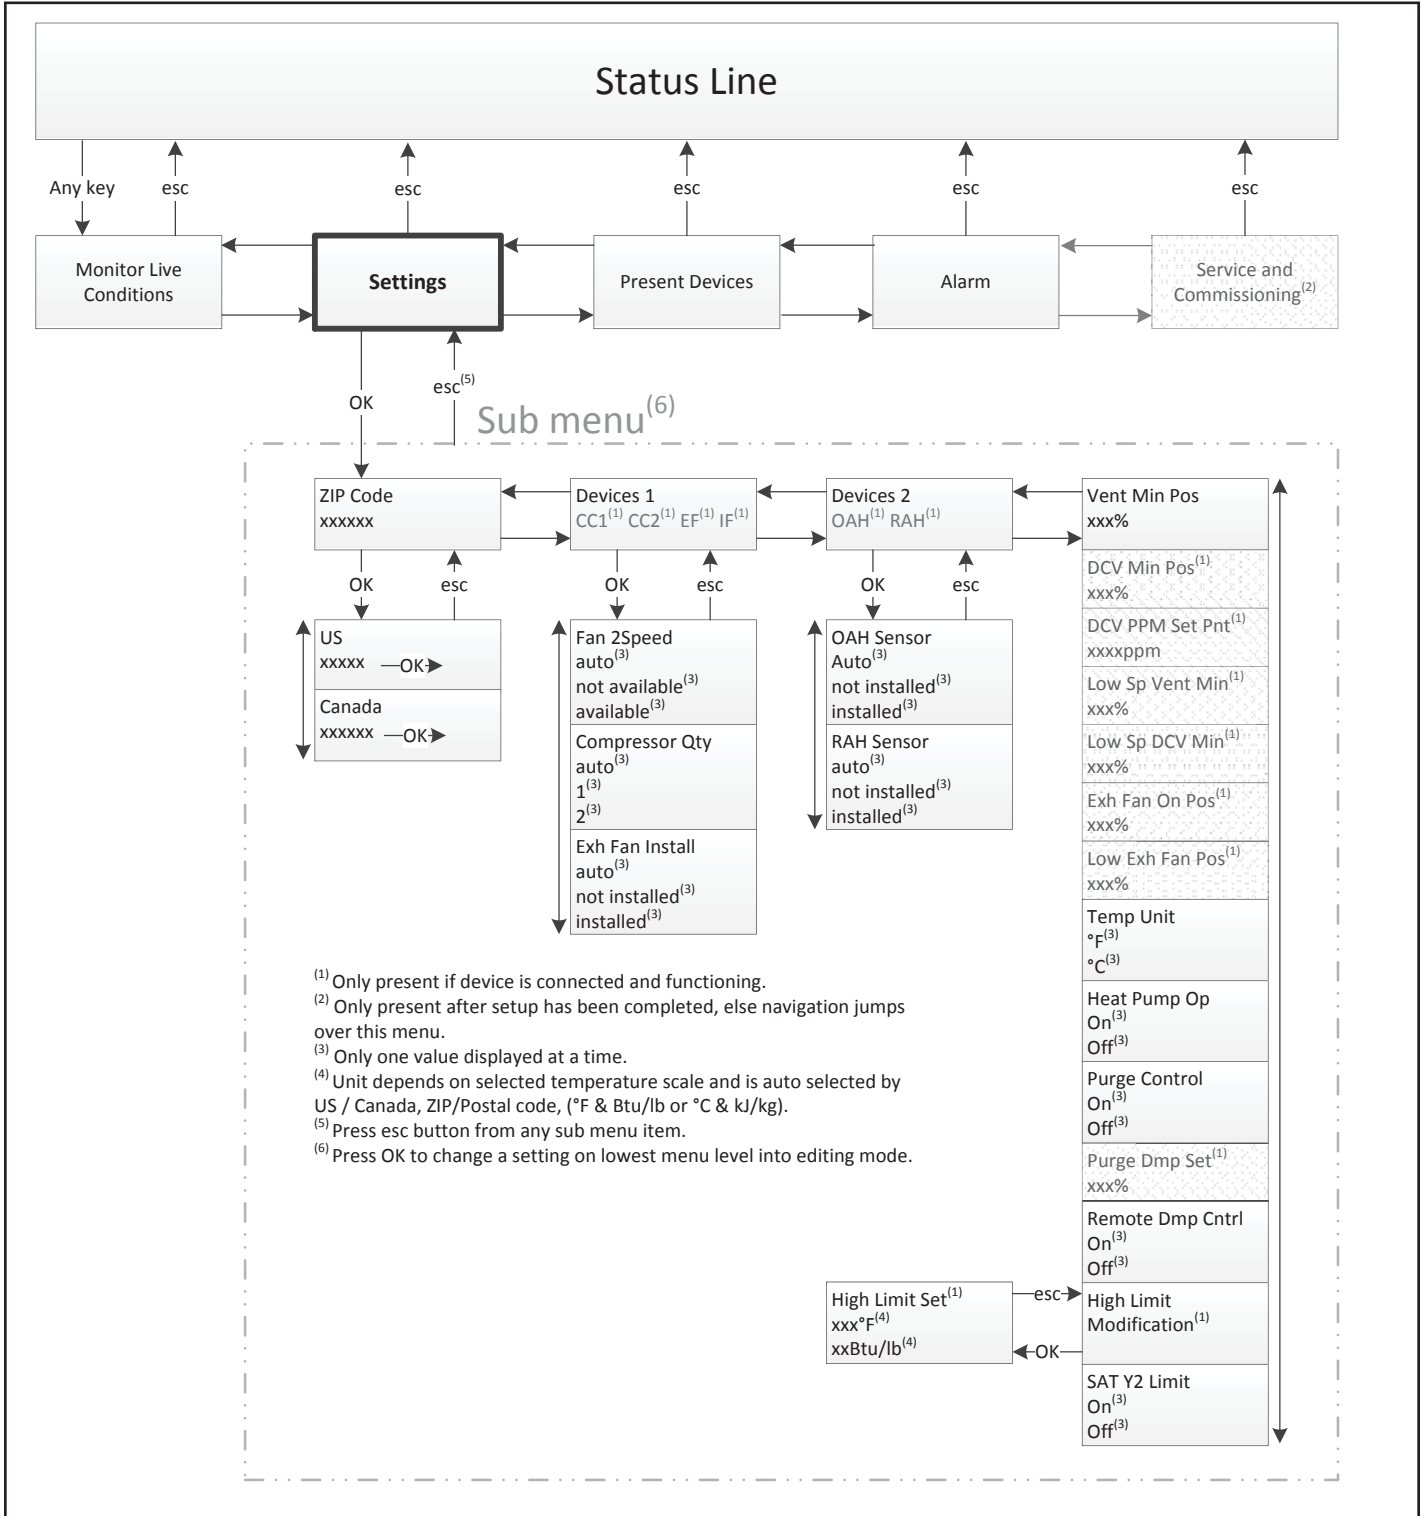 Status Line
Any key
esc
esc
esc
esc
esc
Monitor Live
Conditions
Settings
Present Devices
Alarm
Service and
Commissioning(2)
OK
esc(5)
Sub menu(6)
ZIP Code
xxxxxx
Devices 1
CC1(1) CC2(1) EF(1) IF(1)
Devices 2
OAH(1) RAH(1)
Vent Min Pos
xxx%
OK
esc
OK
esc
OK
esc
US
xxxxx
OK
Canada
xxxxxx
OK
Fan 2Speed
auto(3)
not available(3)
available(3)
Compressor Qty
auto(3)
1(3)
2(3)
Exh Fan Install
auto(3)
not installed(3)
installed(3)
OAH Sensor
Auto(3)
not installed(3)
installed(3)
RAH Sensor
auto(3)
not installed(3)
installed(3)
DCV Min Pos(1)
xxx%
DCV PPM Set Pnt(1)
xxxxppm
Low Sp Vent Min(1)
xxx%
Low Sp DCV Min(1)
xxx%
Exh Fan On Pos(1)
xxx%
Low Exh Fan Pos(1)
xxx%
Temp Unit
°F(3)
°C(3)
Heat Pump Op
On(3)
Off(3)
Purge Control
On(3)
Off(3)
Purge Dmp Set(1)
xxx%
Remote Dmp Cntrl
On(3)
Off(3)
High Limit
Modification(1)
SAT Y2 Limit
On(3)
Off(3)
esc
OK
High Limit Set(1)
xxx°F(4)
xxBtu/lb(4)
(1) Only present if device is connected and functioning.
(2) Only present after setup has been completed, else navigation jumps
over this menu.
(3) Only one value displayed at a time.
(4) Unit depends on selected temperature scale and is auto selected by
US / Canada, ZIP/Postal code, (°F & Btu/lb or °C & kJ/kg).
(5) Press esc button from any sub menu item.
(6) Press OK to change a setting on lowest menu level into editing mode.